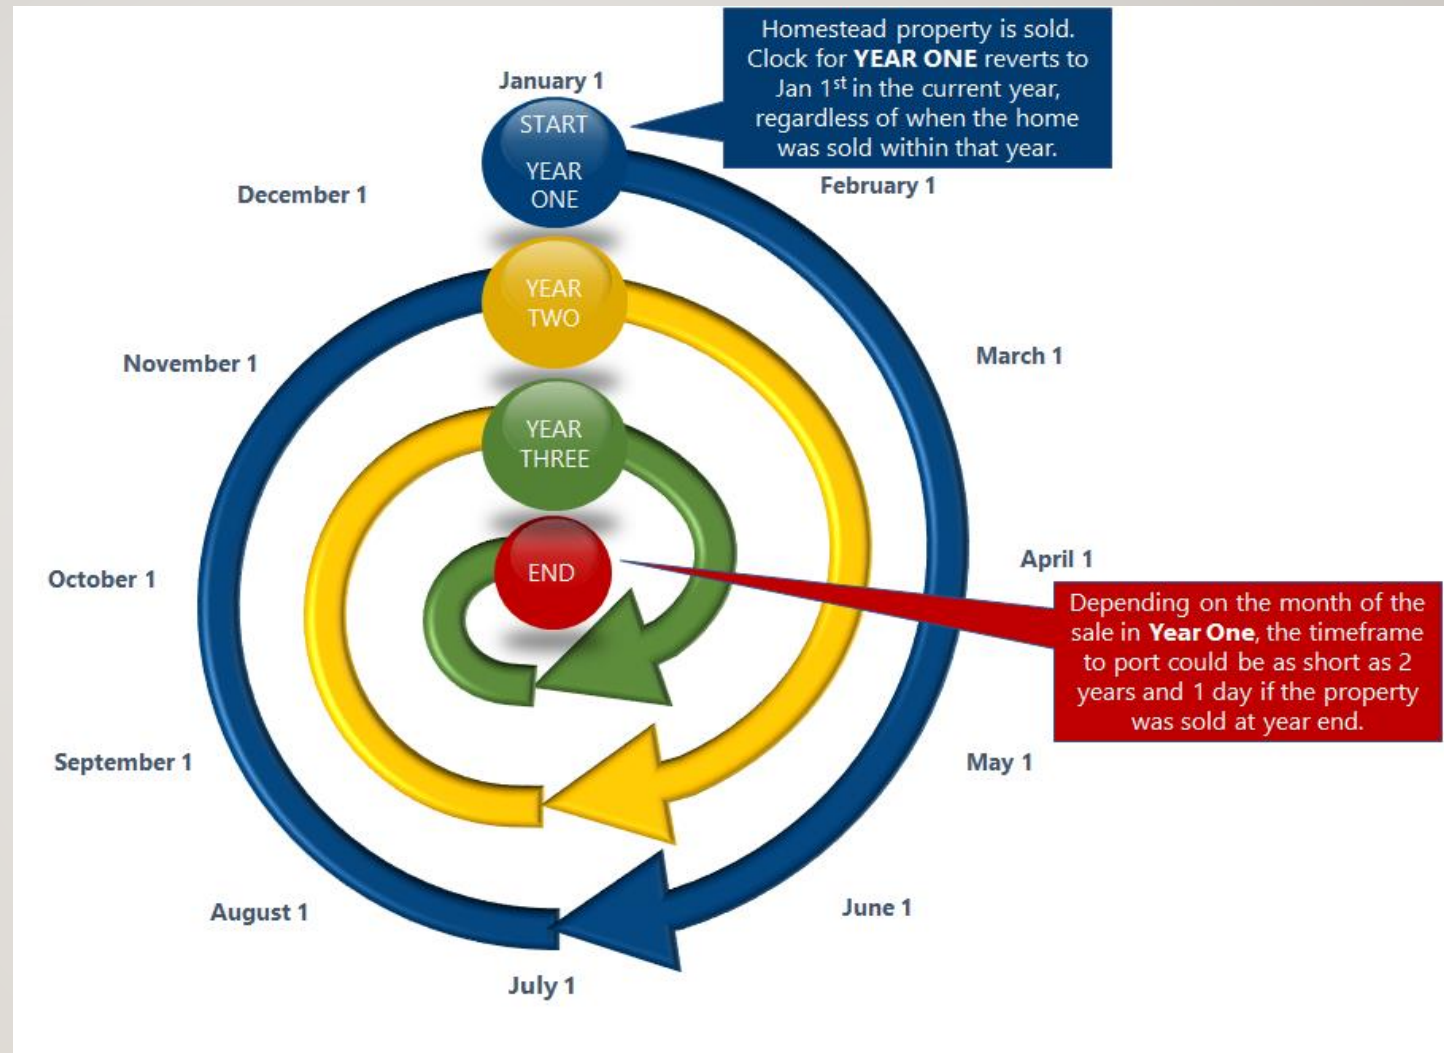 Homestead property is sold.
Clock for YEAR ONE reverts to
Jan 1st in the current year,
regardless of when the home
was sold within that year.
January 1
START
YEAR
ONE
February 1
March 1
April 1
May 1
June 1
July 1
August 1
September 1
October 1
November 1
December 1
YEAR
TWO
YEAR
THREE
END
Depending on the month of the
sale in Year One, the timeframe
to port could be as short as 2
years and 1 day if the property
was sold at year end.